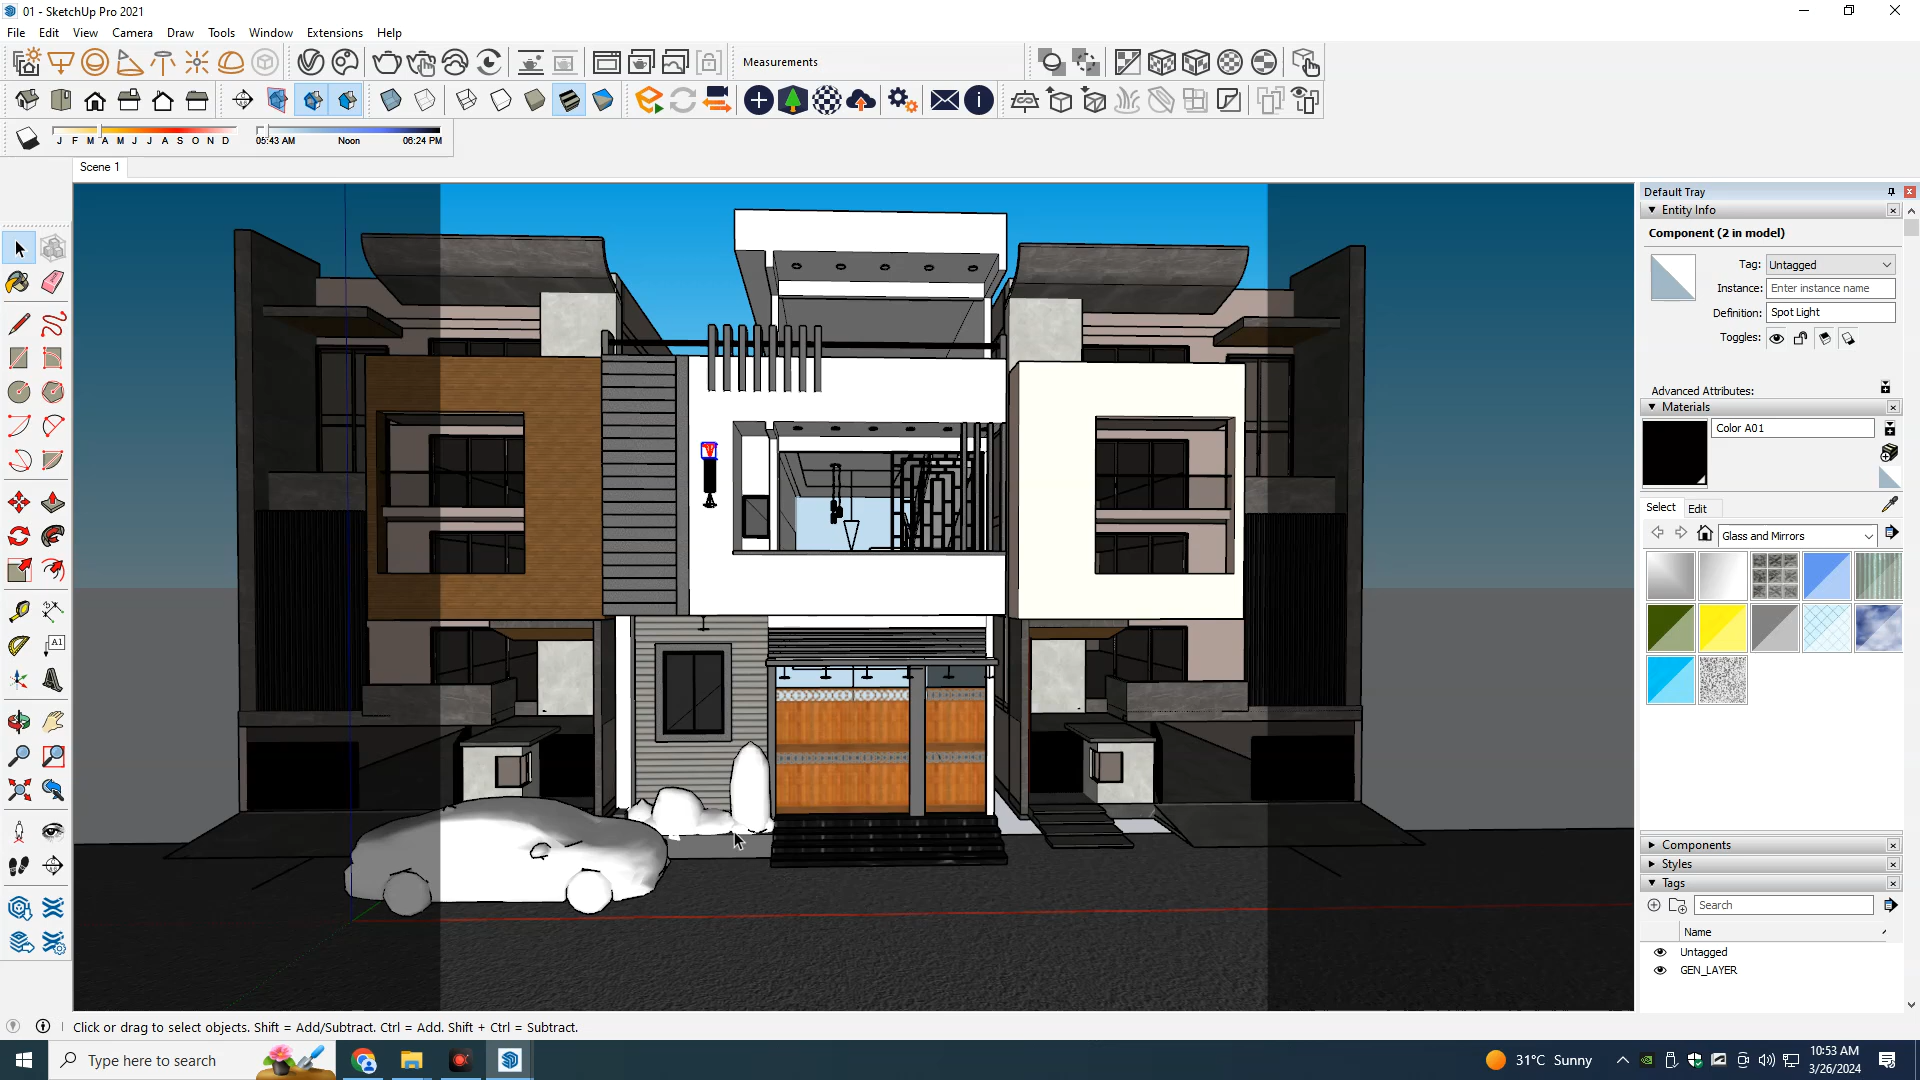 01 - SketchUp Pro 2021
File Edit View Camera Draw Tools Window Extensions Help
Measurements
J F M A M J J A S O N D
05:43 AM Noon 06:24 PM
Scene 1
Default Tray
Entity Info
Component (2 in model)
Tag: Untagged
Instance: Enter instance name
Definition: Spot Light
Toggles:
Advanced Attributes:
Materials
Color A01
Select Edit
Glass and Mirrors
Components
Styles
Tags
Search
Name
Untagged
GEN_LAYER
A1
Click or drag to select objects. Shift = Add/Subtract. Ctrl = Add. Shift + Ctrl = Subtract.
Type here to search
31°C Sunny
10:53 AM
3/26/2024